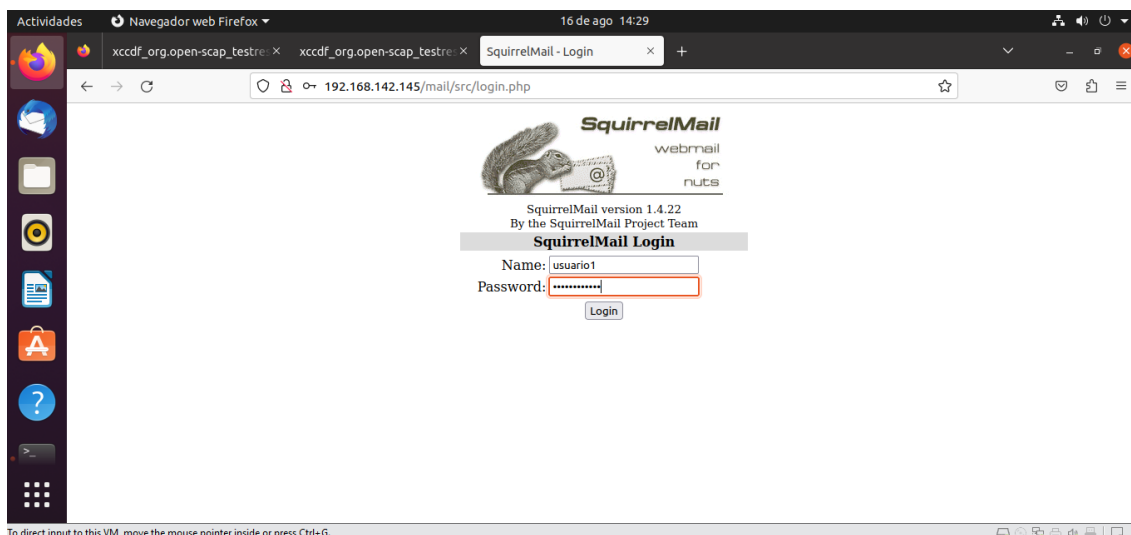 Actividades Navegador web Firefox 16 de ago 14:29
xccdf_org.open-scap_testres xccdf_org.open-scap_testres SquirrelMail - Login
192.168.142.145/mail/src/login.php
SquirrelMail
webmail
for
nuts
@
SquirrelMail version 1.4.22
By the SquirrelMail Project Team
SquirrelMail Login
Name: usuario1
Password: ••••••••••••
Login
To direct input to this VM, move the mouse pointer inside or press Ctrl+G.